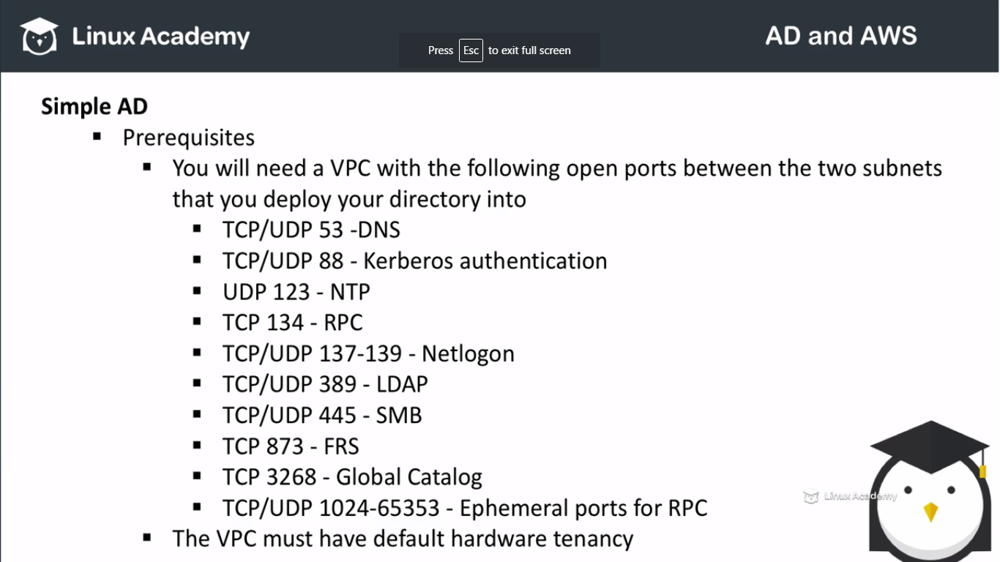 Linux Academy
AD and AWS
Press Esc to exit full screen
Simple AD
▪ Prerequisites
▪ You will need a VPC with the following open ports between the two subnets
that you deploy your directory into
▪ TCP/UDP 53 -DNS
▪ TCP/UDP 88 - Kerberos authentication
▪ UDP 123 - NTP
▪ TCP 134 - RPC
▪ TCP/UDP 137-139 - Netlogon
▪ TCP/UDP 389 - LDAP
▪ TCP/UDP 445 - SMB
▪ TCP 873 - FRS
▪ TCP 3268 - Global Catalog
▪ TCP/UDP 1024-65353 - Ephemeral ports for RPC
▪ The VPC must have default hardware tenancy
Linux Academy